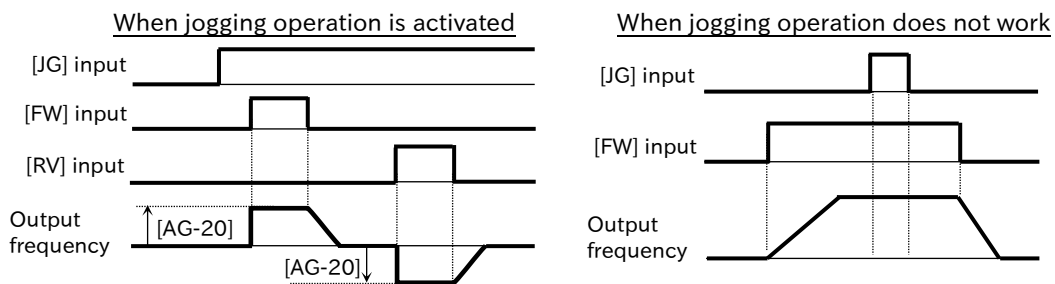 When jogging operation is activated
[JG] input
[FW] input
[RV] input
Output
frequency
[AG-20]
[AG-20]
When jogging operation does not work
[JG] input
[FW] input
Output
frequency